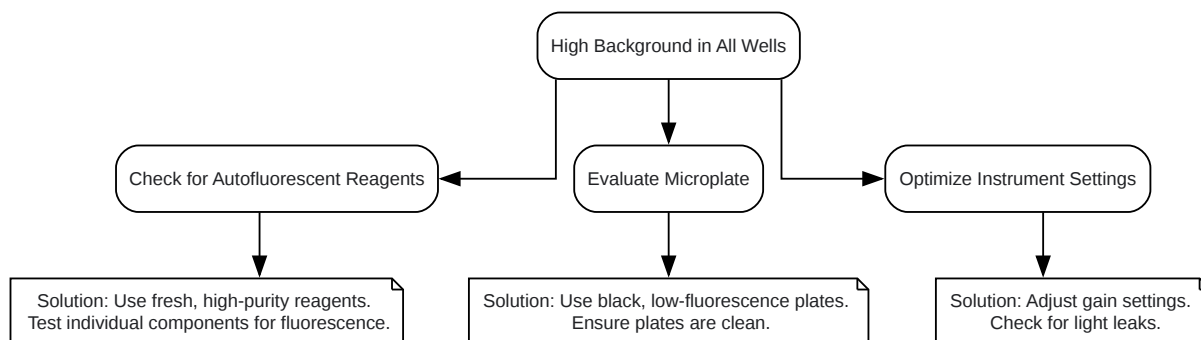 High Background in All Wells
Check for Autofluorescent Reagents
Evaluate Microplate
Optimize Instrument Settings
Solution: Use fresh, high-purity reagents.
Test individual components for fluorescence.
Solution: Use black, low-fluorescence plates.
Ensure plates are clean.
Solution: Adjust gain settings.
Check for light leaks.